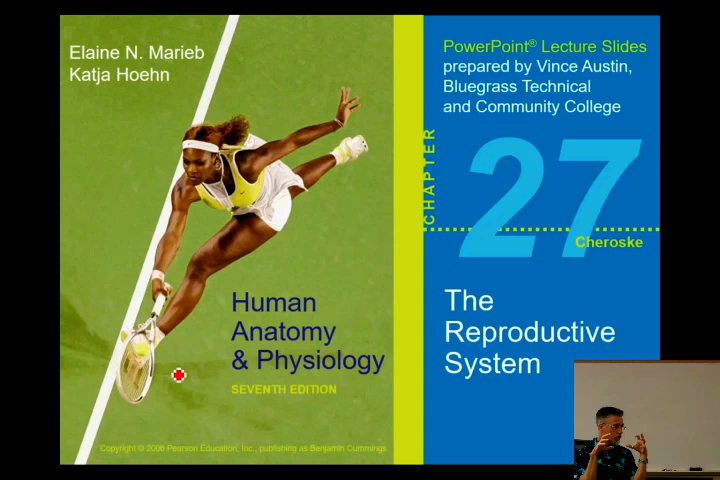 Elaine N. Marieb
Katja Hoehn
Human
Anatomy
& Physiology
SEVENTH EDITION
Copyright © 2006 Pearson Education, Inc., publishing as Benjamin Cummings
PowerPoint® Lecture Slides
prepared by Vince Austin,
Bluegrass Technical
and Community College
CHAPTER
27
Cheroske
The
Reproductive
System